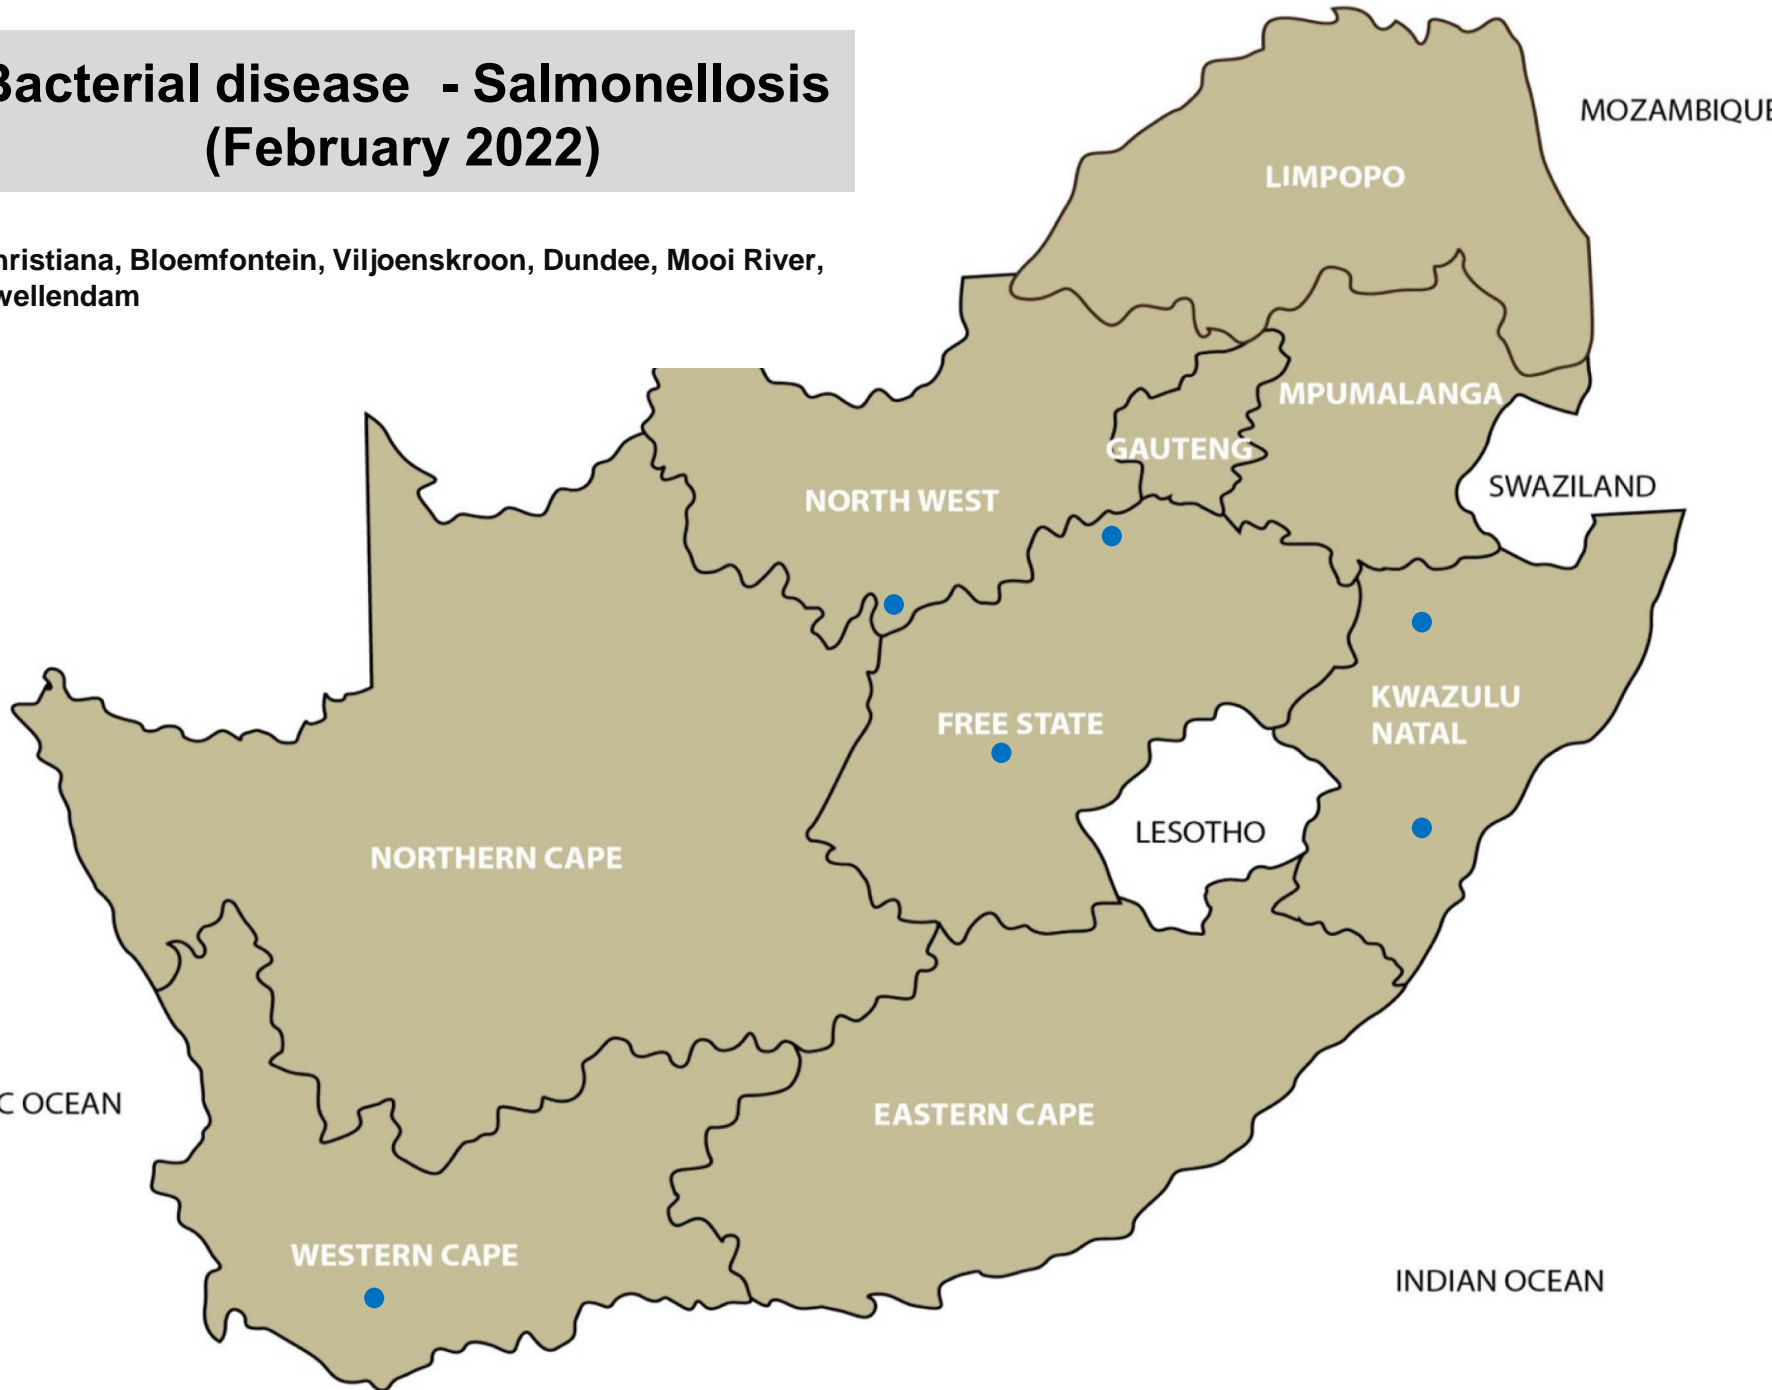 Bacterial disease - Salmonellosis
(February 2022)
hristiana, Bloemfontein, Viljoenskroon, Dundee, Mooi River,
wellendam
MOZAMBIQUE
LIMPOPO
MPUMALANGA
GAUTENG
SWAZILAND
NORTH WEST
KWAZULU
NATAL
FREE STATE
LESOTHO
NORTHERN CAPE
C OCEAN
EASTERN CAPE
WESTERN CAPE
INDIAN OCEAN